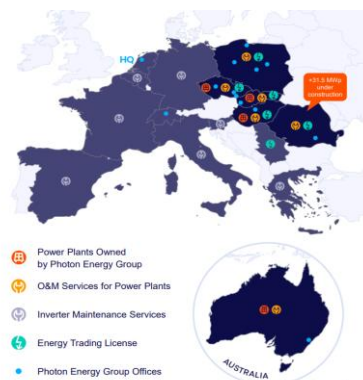 HQ
+31.5 MWp
under
construction
Power Plants Owned
by Photon Energy Group
O&M Services for Power Plants
Inverter Maintenance Services
Energy Trading License
Photon Energy Group Offices
AUSTRALIA